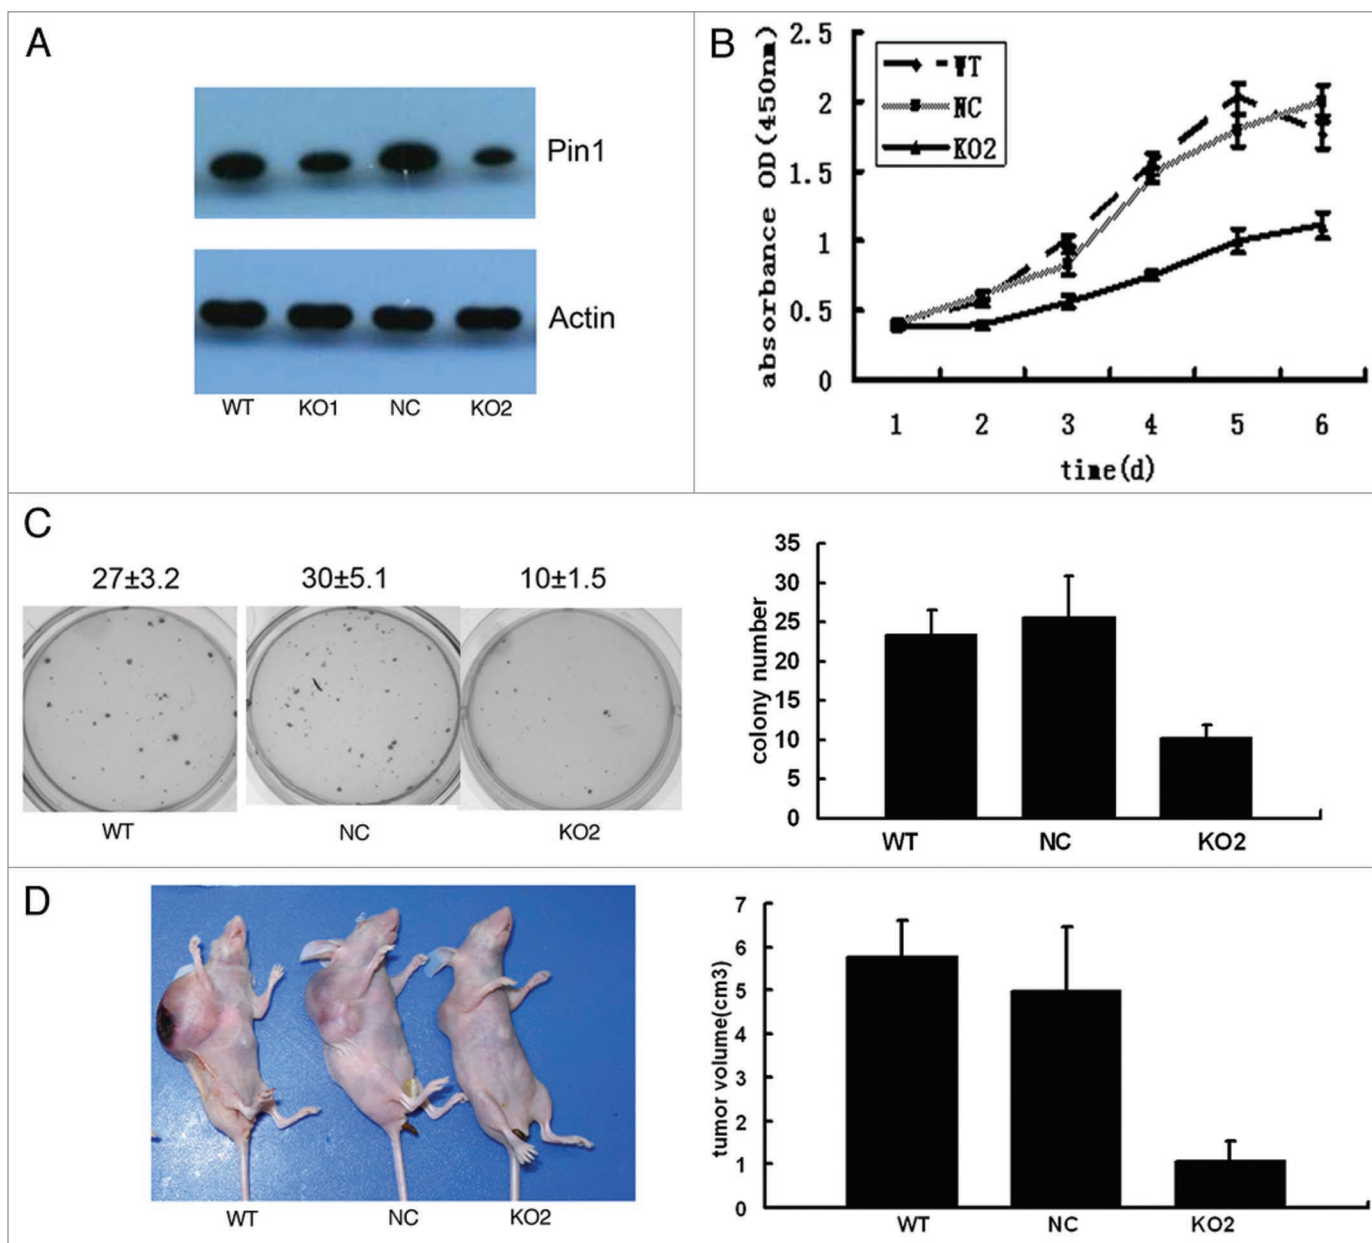 A
Pin1
Actin
WT KO1 NC KO2
B
absorbance OD(450nm)
2.5
2
1.5
1
0.5
0
WT
NC
KO2
1 2 3 4 5 6
time(d)
C
27±3.2 30±5.1 10±1.5
WT NC KO2
colony number
35
30
25
20
15
10
5
0
WT NC KO2
D
WT NC KO2
tumor volume(cm3)
7
6
5
4
3
2
1
0
WT NC KO2